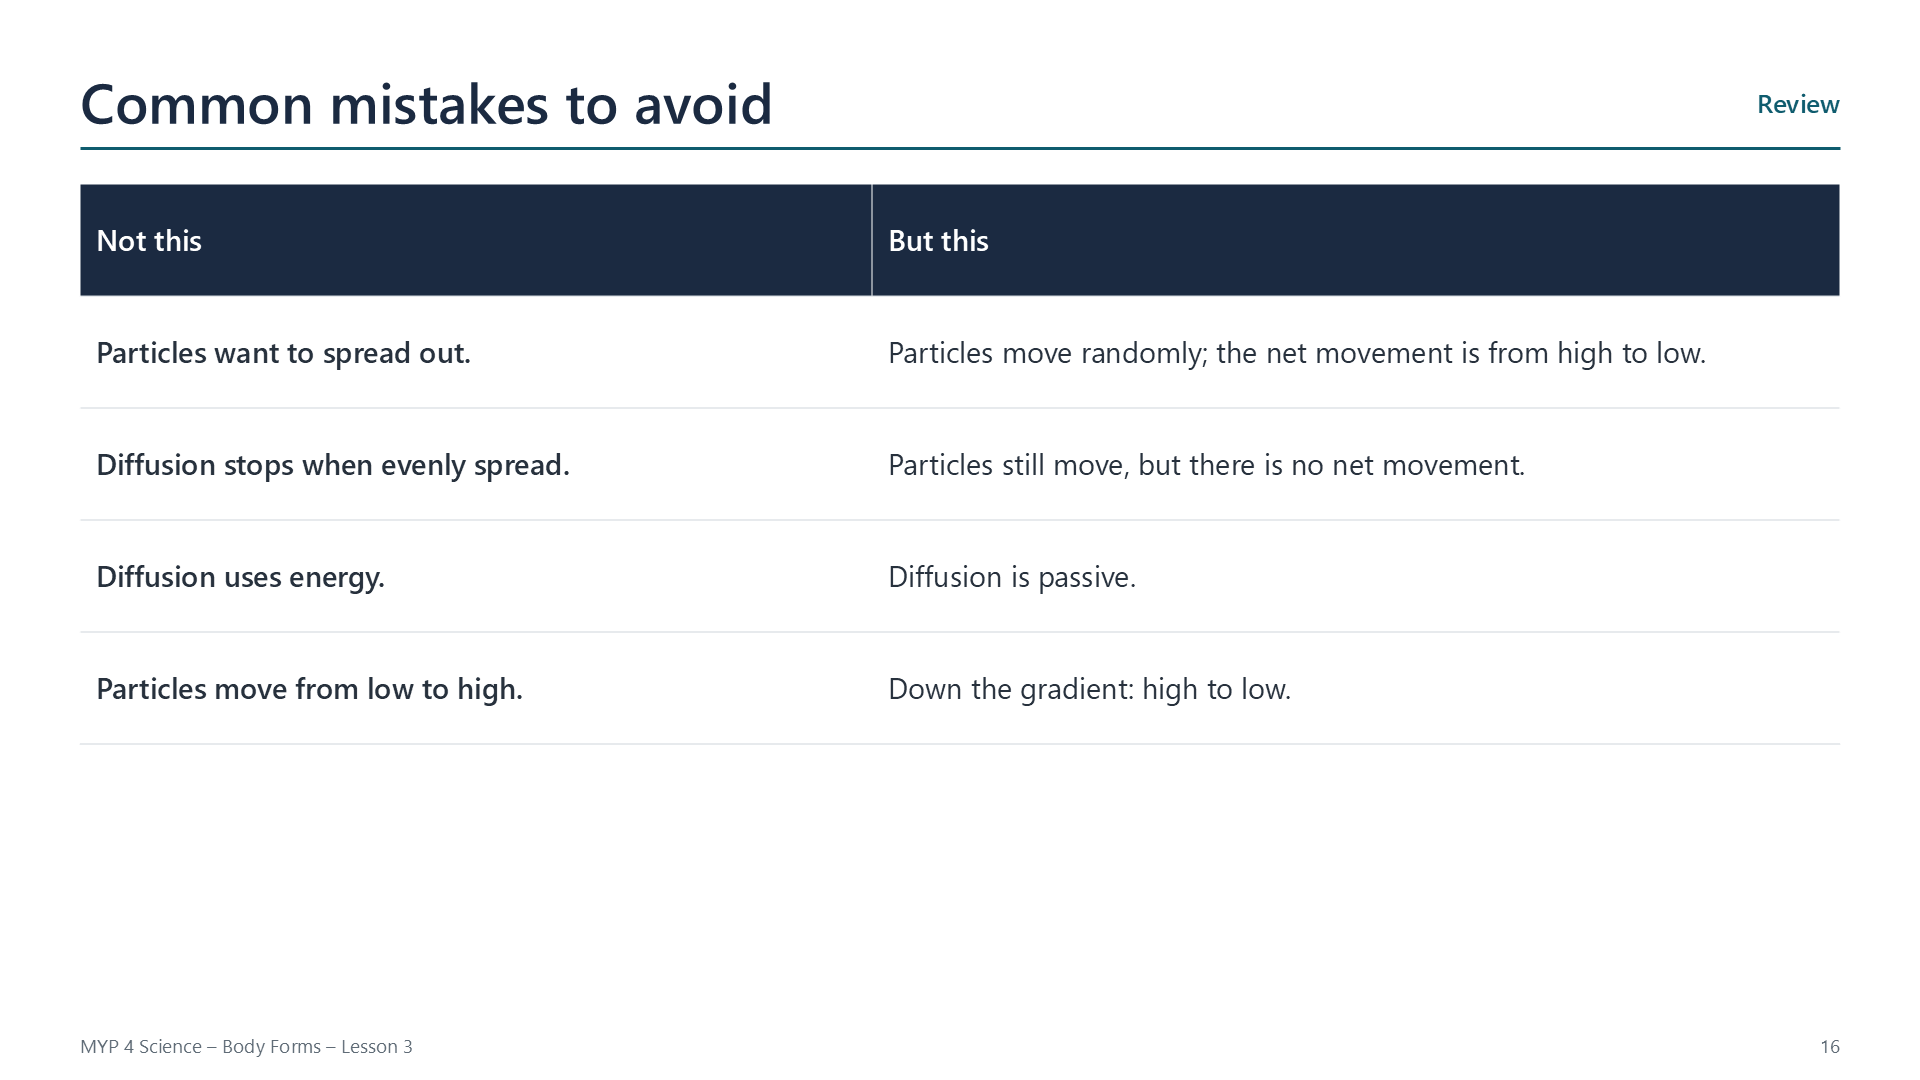 Common mistakes to avoid
Review
Not this
But this
Particles want to spread out.
Particles move randomly; the net movement is from high to low.
Diffusion stops when evenly spread.
Particles still move, but there is no net movement.
Diffusion uses energy.
Diffusion is passive.
Particles move from low to high.
Down the gradient: high to low.
MYP 4 Science – Body Forms – Lesson 3
16